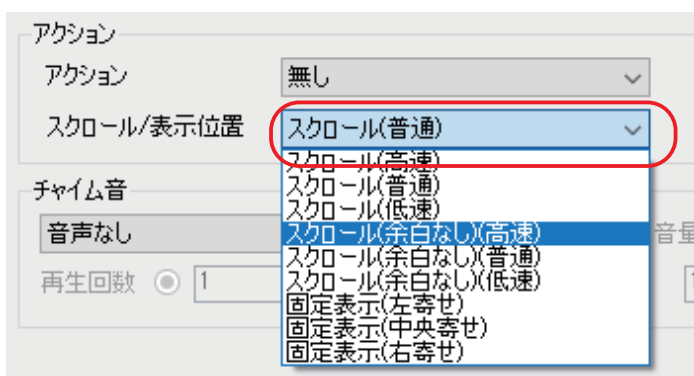 アクション
アクション
無し
スクロール/表示位置
スクロール(普通)
スクロール(高速)
スクロール(普通)
スクロール(低速)
スクロール(余白なし)(高速)
スクロール(余白なし)(普通)
スクロール(余白なし)(低速)
固定表示(左寄せ)
固定表示(中央寄せ)
固定表示(右寄せ)
チャイム音
音声なし
音量
再生回数
1